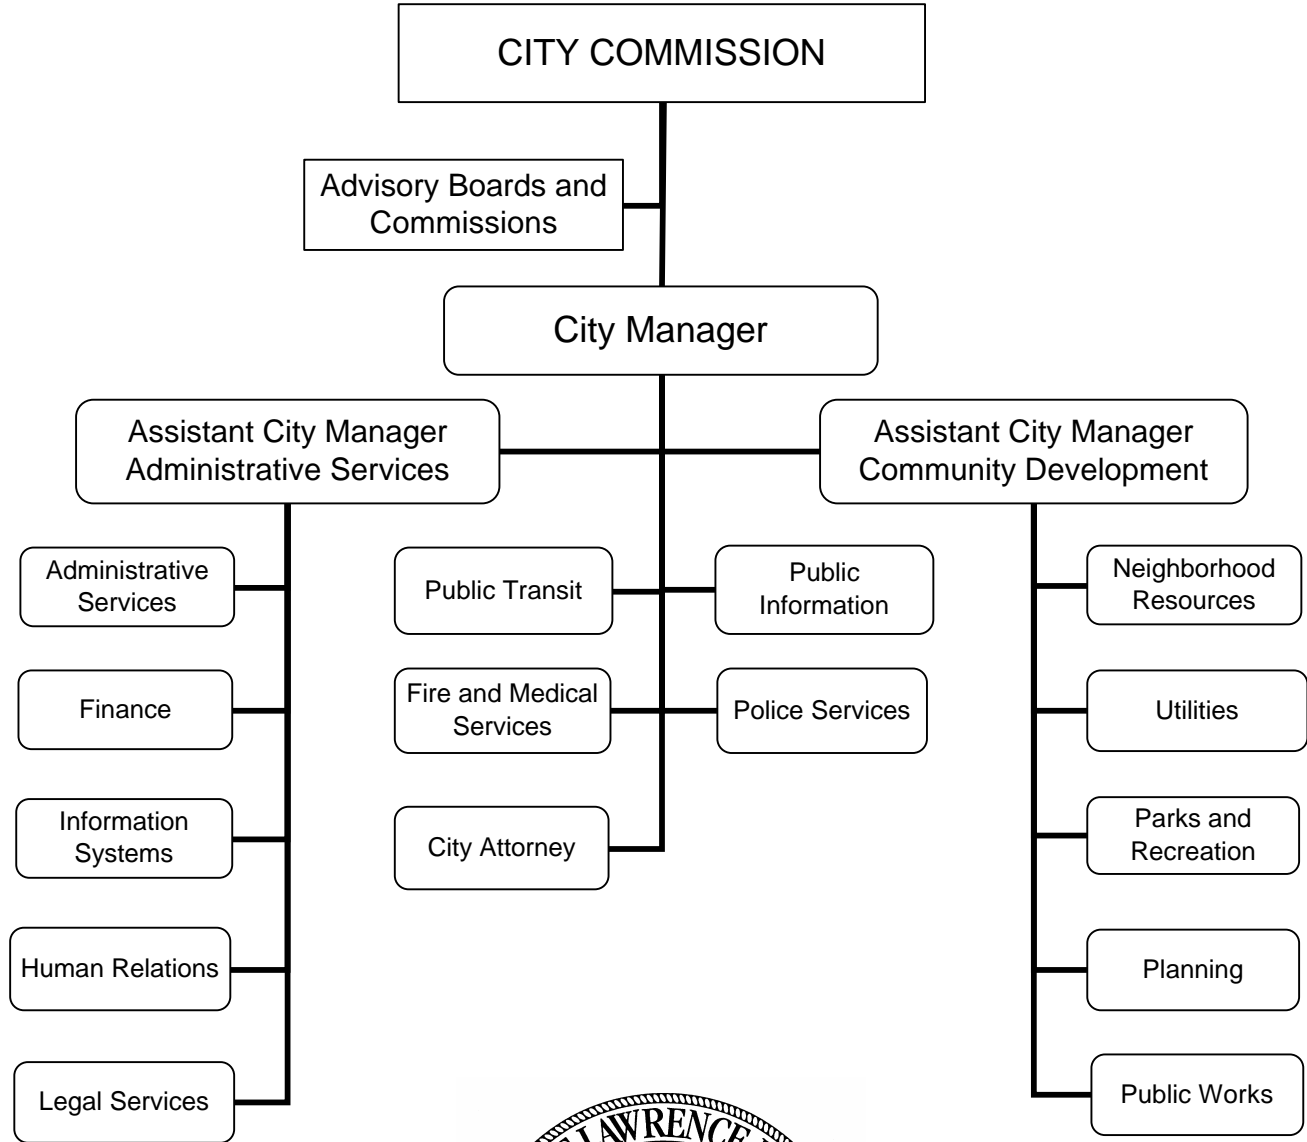 CITY COMMISSION
Advisory Boards and
Commissions
City Manager
Assistant City Manager
Administrative Services
Assistant City Manager
Community Development
Administrative
Services
Public Transit
Public
Information
Neighborhood
Resources
Finance
Fire and Medical
Services
Police Services
Utilities
Information
Systems
City Attorney
Parks and
Recreation
Human Relations
Planning
Legal Services
Public Works
LAWRENCE